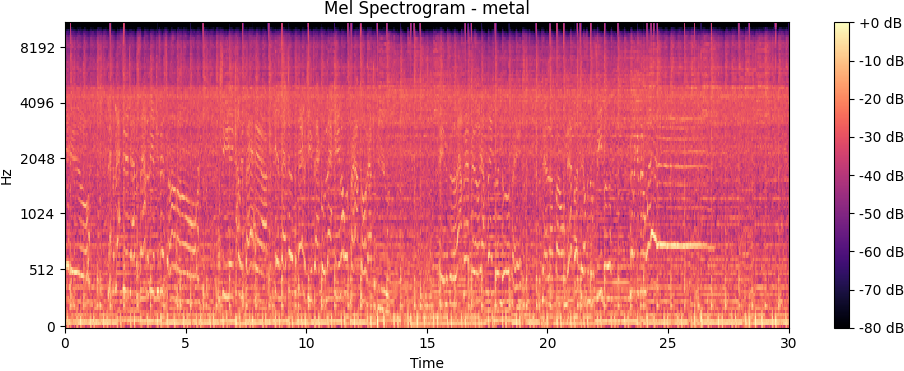 Mel Spectrogram - metal
Hz
8192
4096
2048
1024
512
0
0 5 10 15 20 25 30
Time
+0 dB
-10 dB
-20 dB
-30 dB
-40 dB
-50 dB
-60 dB
-70 dB
-80 dB